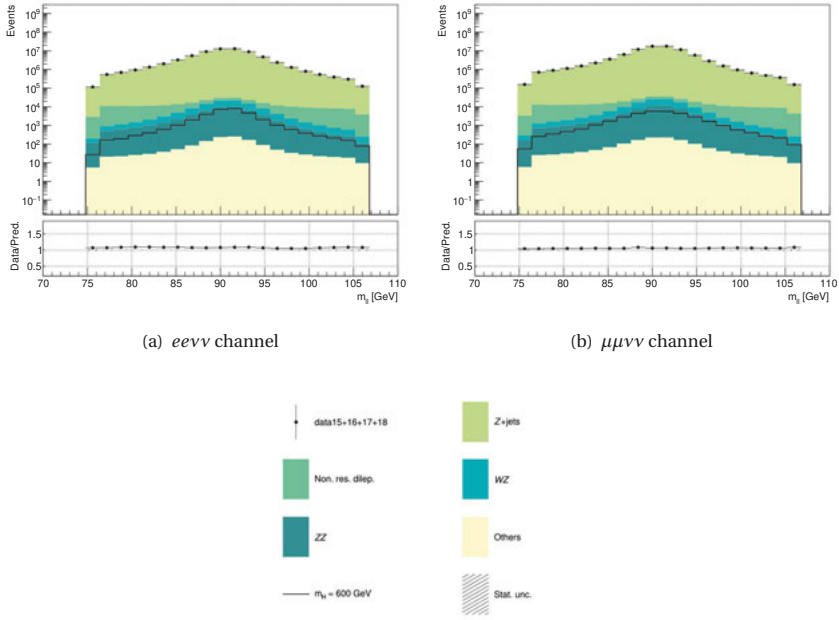 Events
10⁹
10⁸
10⁷
10⁶
10⁵
10⁴
10³
10²
10
1
10⁻¹
Data/Pred.
1.5
1
0.5
70 75 80 85 90 95 100 105 110
m_ll [GeV]
(a) eeνν channel
Events
10⁹
10⁸
10⁷
10⁶
10⁵
10⁴
10³
10²
10
1
10⁻¹
Data/Pred.
1.5
1
0.5
70 75 80 85 90 95 100 105 110
m_ll [GeV]
(b) μμνν channel
data15+16+17+18
Z+jets
Non. res. dilep.
WZ
ZZ
Others
m_H = 600 GeV
Stat. unc.